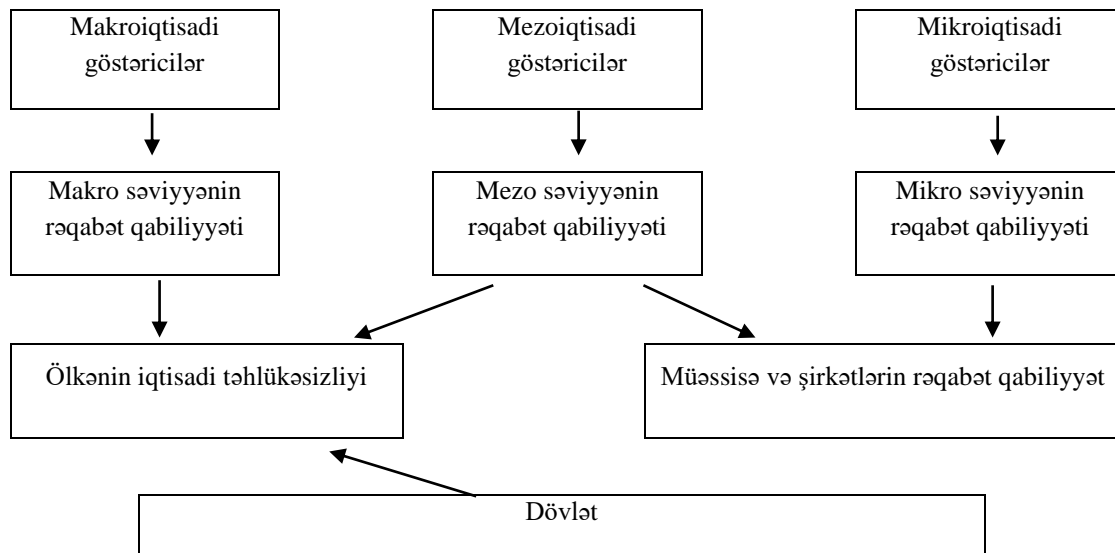 Makroiqtisadi
göstəricilər
Mezoiqtisadi
göstəricilər
Mikroiqtisadi
göstəricilər
Makro səviyyənin
rəqabət qabiliyyəti
Mezo səviyyənin
rəqabət qabiliyyəti
Mikro səviyyənin
rəqabət qabiliyyəti
Ölkənin iqtisadi təhlükəsizliyi
Müəssisə və şirkətlərin rəqabət qabiliyyət
Dövlət